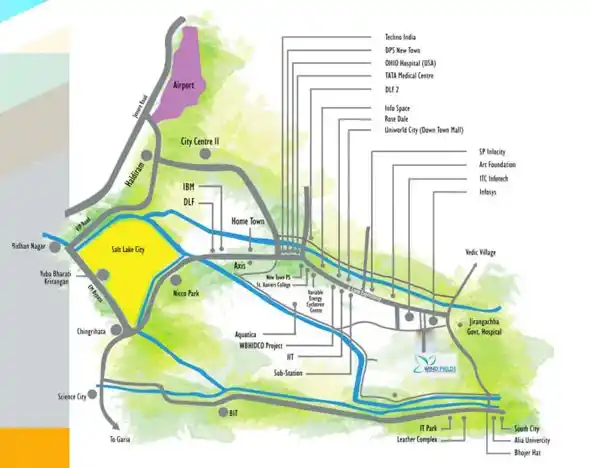 Techno India
DPS New Town
OHIO Hospital (USA)
TATA Medical Centre
DLF 2
Info Space
Rose Dale
Uniworld City (Down Town Mall)
SP Infocity
Art Foundation
ITC Infotech
Infosys
Airport
Jessore Road
City Centre II
Haldiram
IBM
DLF
VIP Road
Home Town
Bidhan Nagar
Salt Lake City
Vedic Village
Axis
New Town PS
St. Xaviers College
Yuba Bharati
Krirangan
EM Bypass
Nicco Park
Variable
Energy
Cyclotron
Centre
Chingrihata
Aquatica
WBHIDCO Project
IIT
Sub-Station
Jirangachha
Govt. Hospital
WIND FIELDS
Science City
BIT
To Garia
IT Park
Leather Complex
South City
Alia University
Bhojer Hat